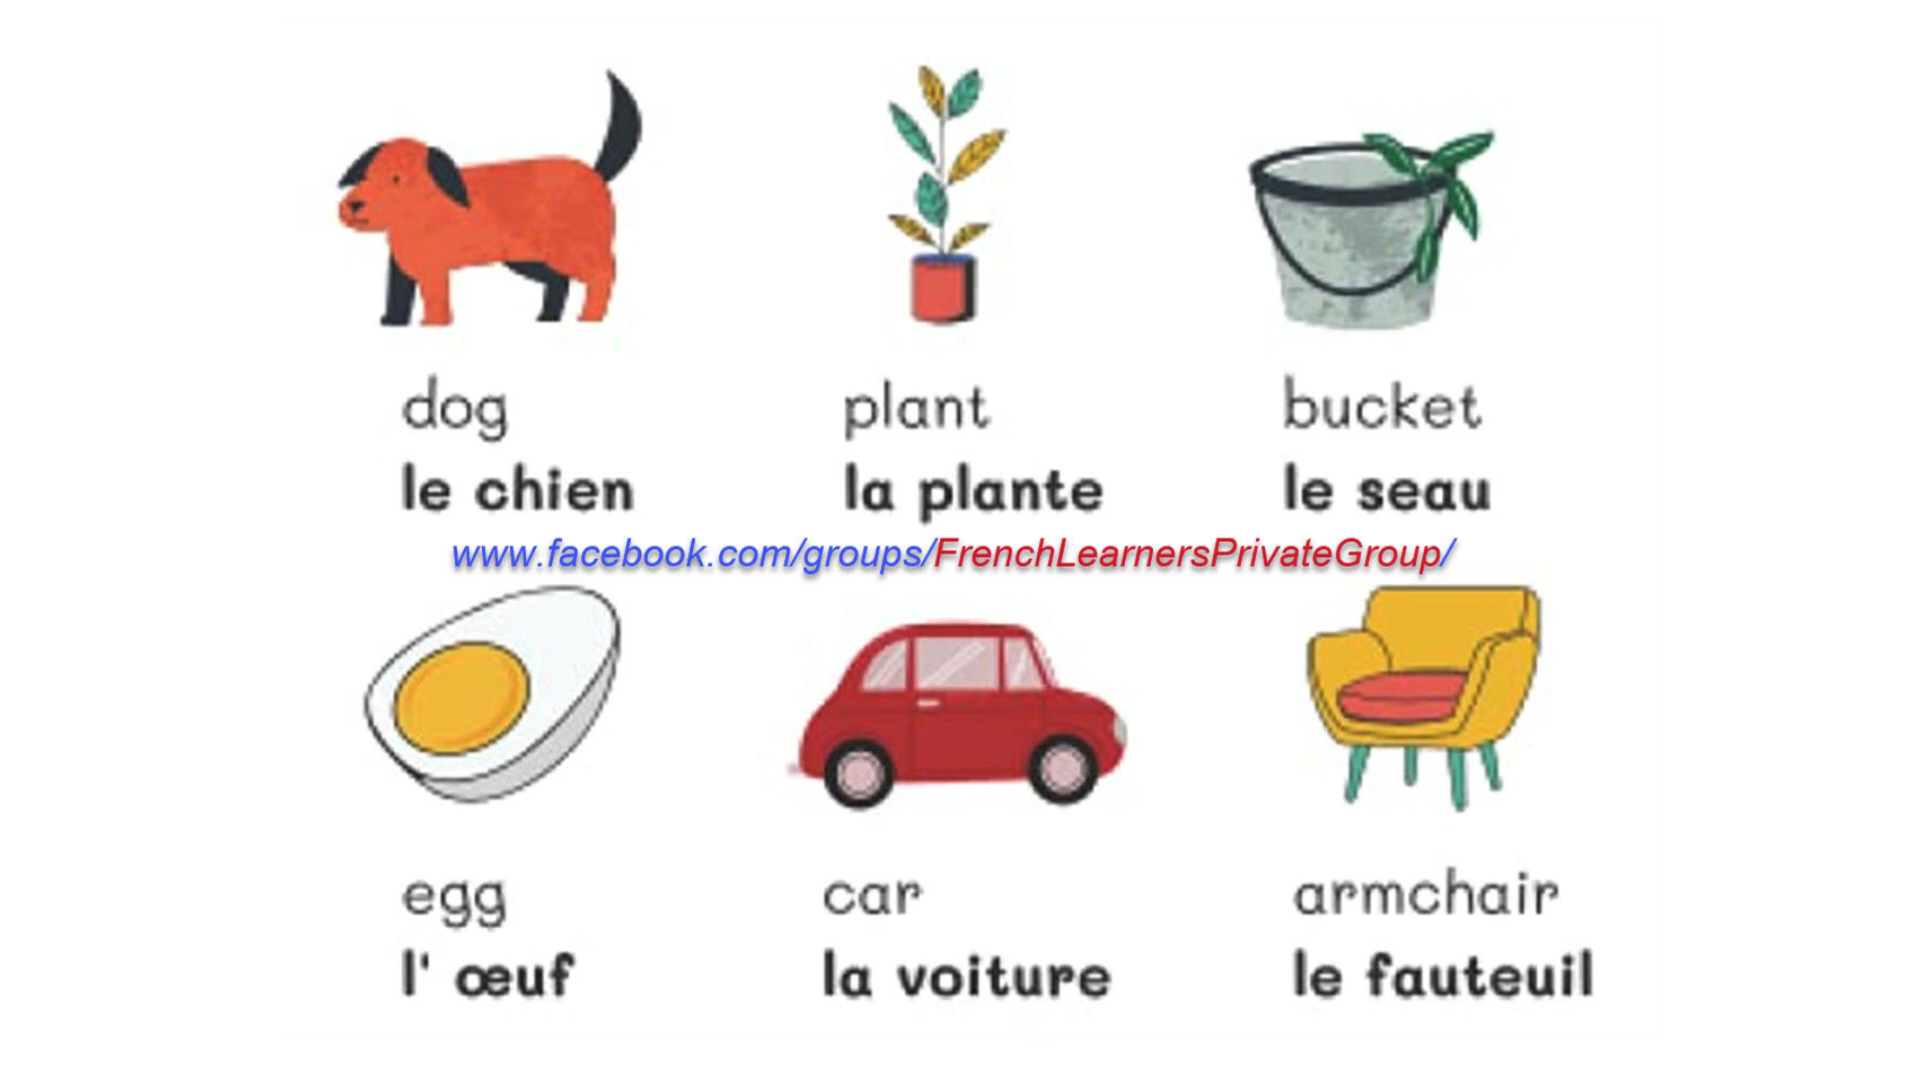 dog
le chien
plant
la plante
bucket
le seau
www.facebook.com/groups/FrenchLearnersPrivateGroup/
egg
l' œuf
car
la voiture
armchair
le fauteuil